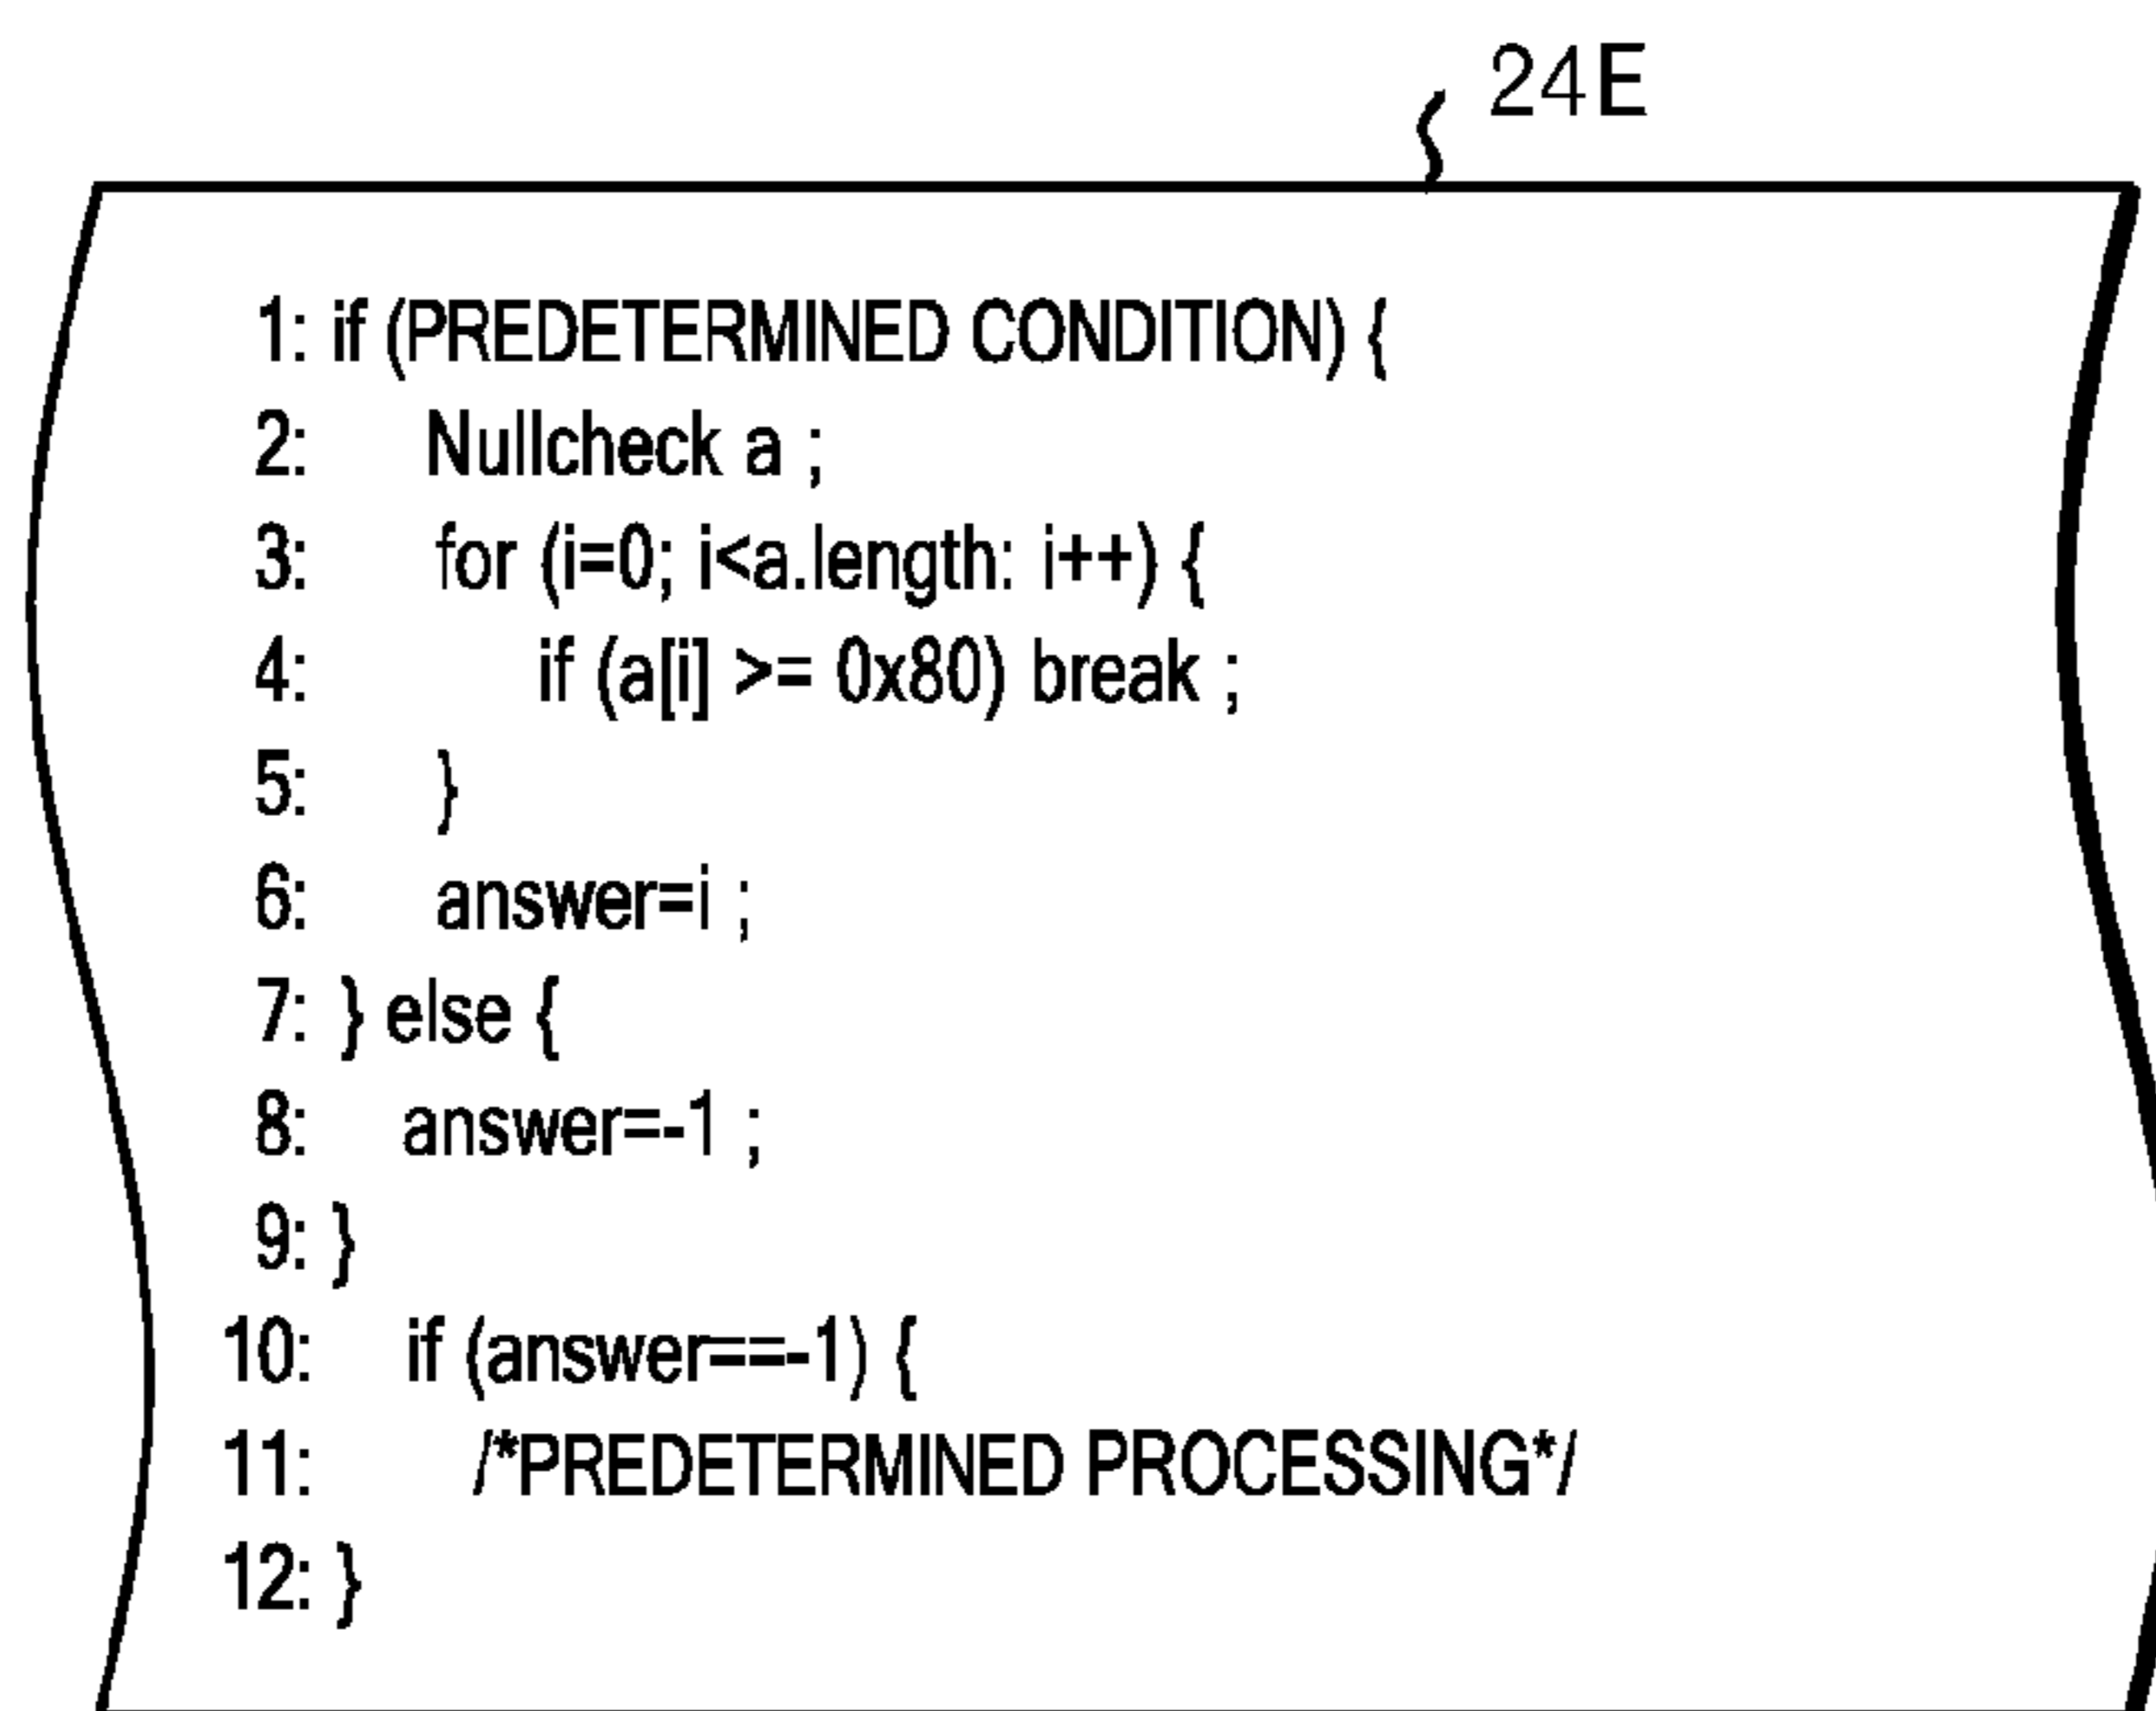 24E
1: if (PREDETERMINED CONDITION) {
2: Nullcheck a ;
3: for (i=0; i<a.length: i++) {
4: if (a[i] >= 0x80) break ;
5: }
6: answer=i ;
7: } else {
8: answer=-1 ;
9: }
10: if (answer==-1) {
11: /*PREDETERMINED PROCESSING*/
12: }